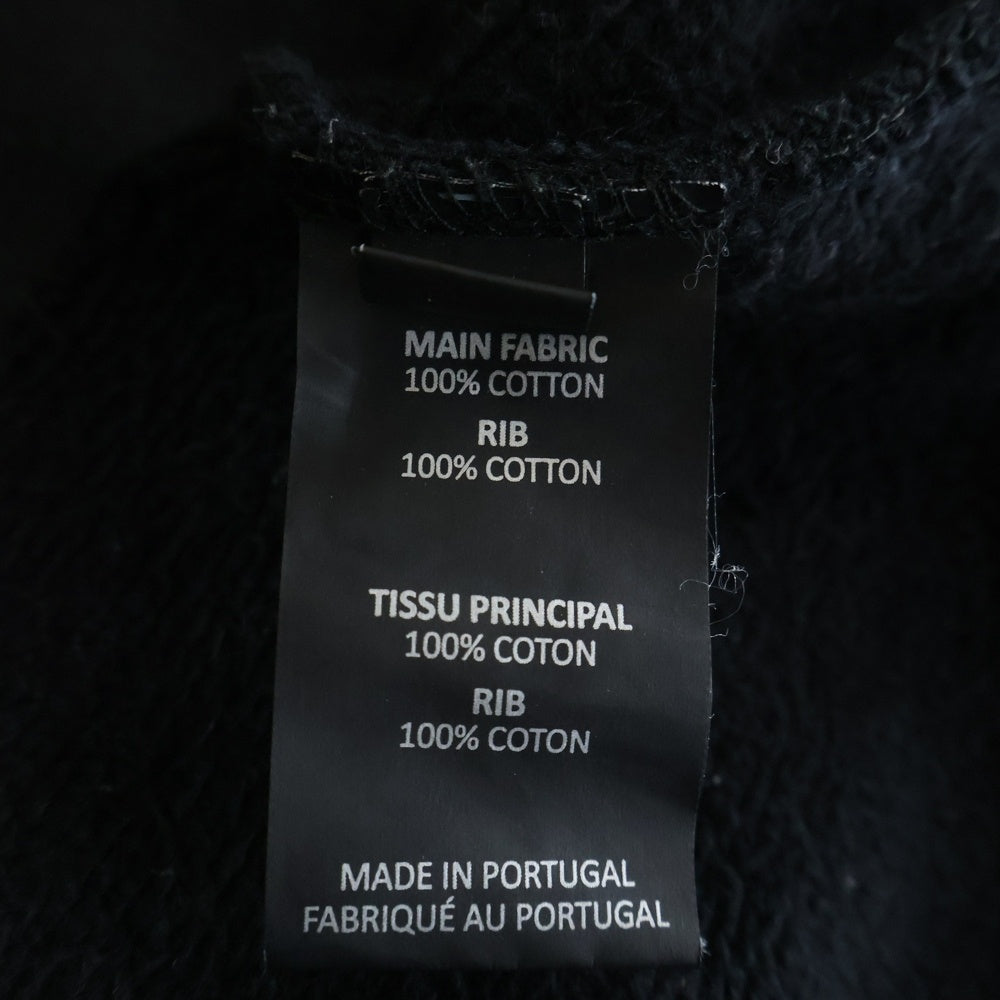 MAIN FABRIC
100% COTTON
RIB
100% COTTON
TISSU PRINCIPAL
100% COTON
RIB
100% COTON
MADE IN PORTUGAL
FABRIQUÉ AU PORTUGAL